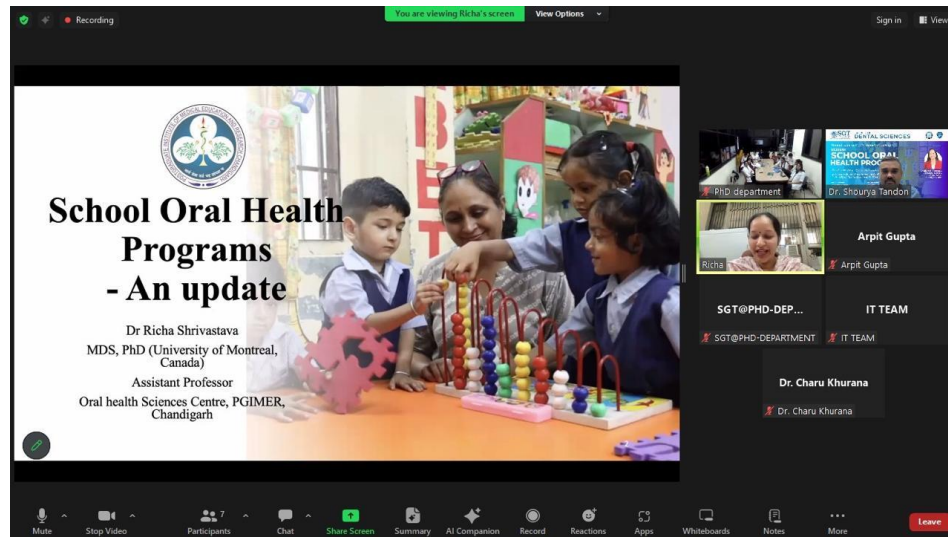 Recording
You are viewing Richa's screen
View Options
Sign in
View
School Oral Health
Programs
- An update
Dr Richa Shrivastava
MDS, PhD (University of Montreal,
Canada)
Assistant Professor
Oral health Sciences Centre, PGIMER,
Chandigarh
PhD department
SGT
DENTAL SCIENCES
SCHOOL ORAL
HEALTH
Dr. Shourya Tandon
Richa
Arpit Gupta
Arpit Gupta
SGT@PHD-DEP...
SGT@PHD-DEPARTMENT
IT TEAM
IT TEAM
Dr. Charu Khurana
Dr. Charu Khurana
Mute
Stop Video
7
Participants
Chat
Share Screen
Summary
AI Companion
Record
Reactions
Apps
Whiteboards
Notes
More
Leave